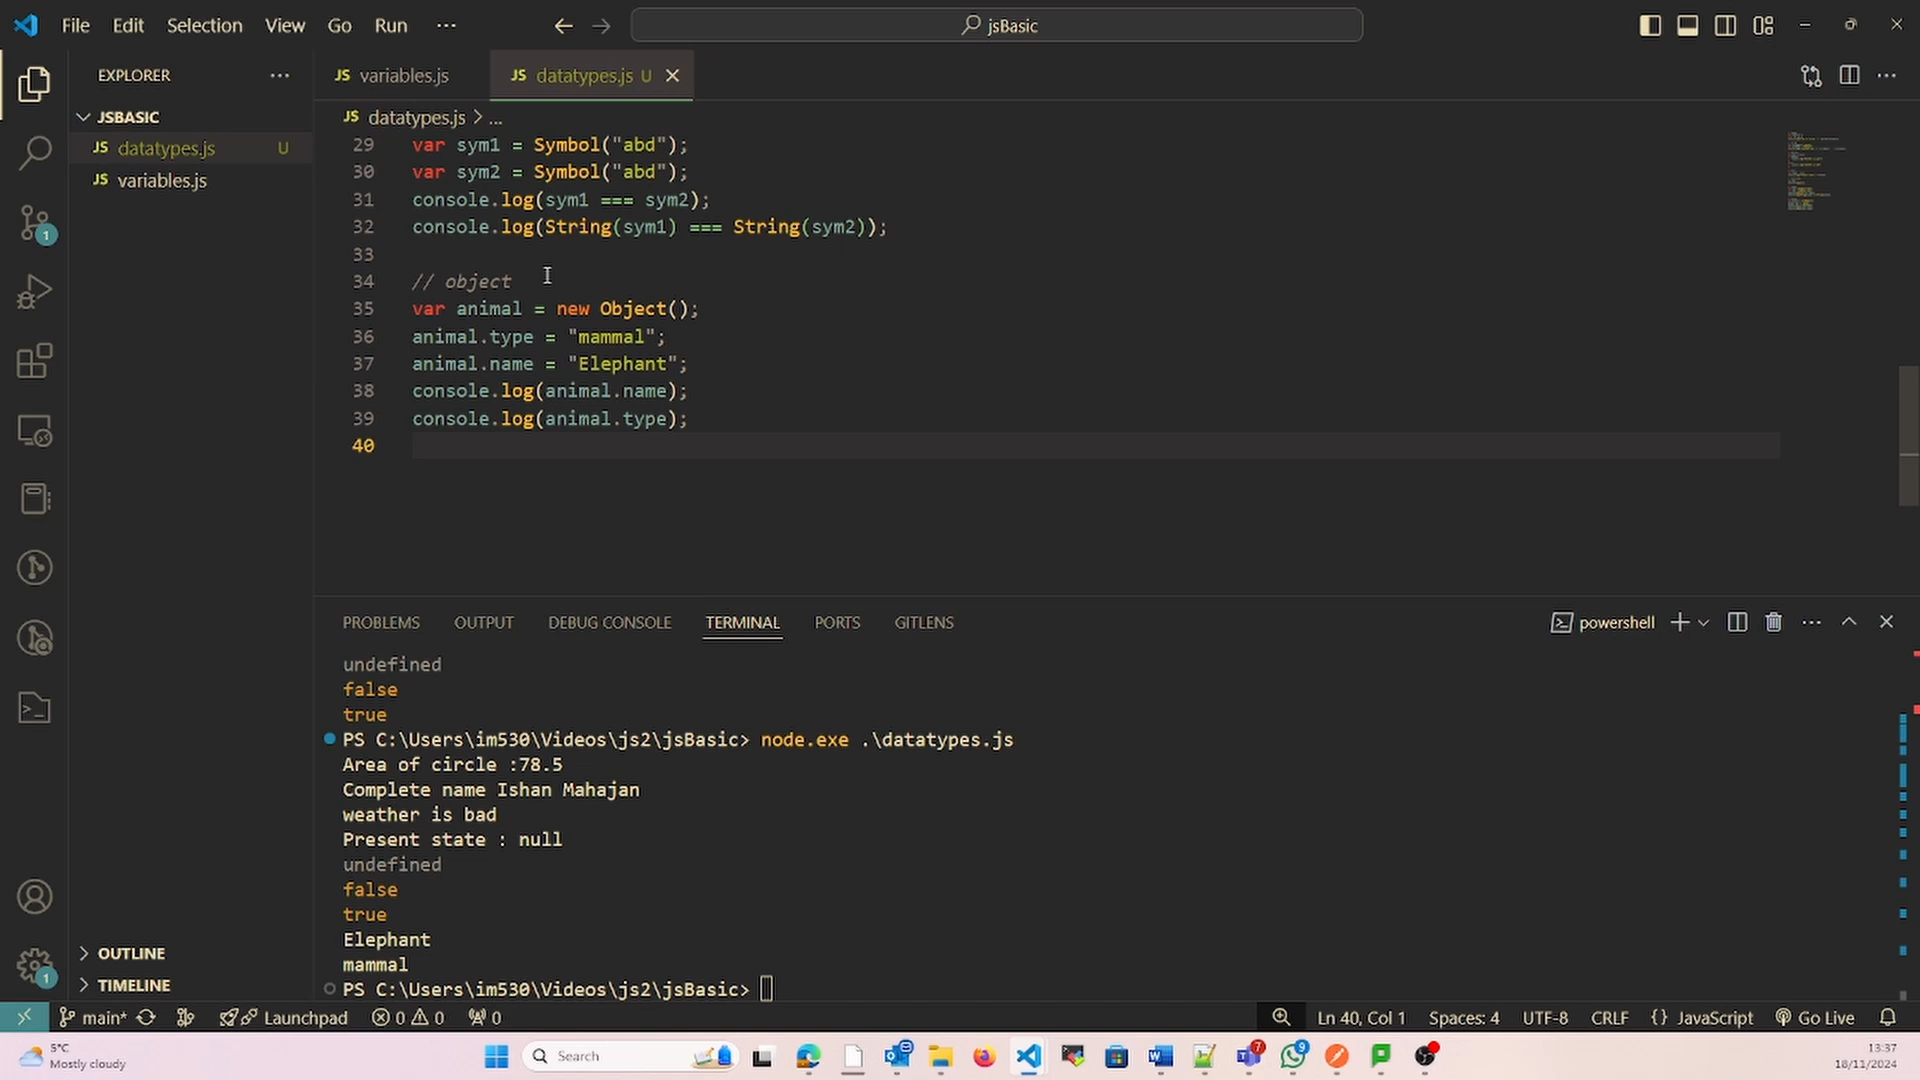 File Edit Selection View Go Run ··· jsBasic
EXPLORER ···
JSBASIC
JS datatypes.js U
JS variables.js
OUTLINE
TIMELINE
JS variables.js JS datatypes.js U
JS datatypes.js > ...
29 var sym1 = Symbol("abd");
30 var sym2 = Symbol("abd");
31 console.log(sym1 === sym2);
32 console.log(String(sym1) === String(sym2));
33
34 // object
35 var animal = new Object();
36 animal.type = "mammal";
37 animal.name = "Elephant";
38 console.log(animal.name);
39 console.log(animal.type);
40
PROBLEMS OUTPUT DEBUG CONSOLE TERMINAL PORTS GITLENS powershell
undefined
false
true
PS C:\Users\im530\Videos\js2\jsBasic> node.exe .\datatypes.js
Area of circle :78.5
Complete name Ishan Mahajan
weather is bad
Present state : null
undefined
false
true
Elephant
mammal
PS C:\Users\im530\Videos\js2\jsBasic>
1
1
main* Launchpad 0 0 0 Ln 40, Col 1 Spaces: 4 UTF-8 CRLF {} JavaScript Go Live
5°C
Mostly cloudy
Search
7
9
13:37
18/11/2024